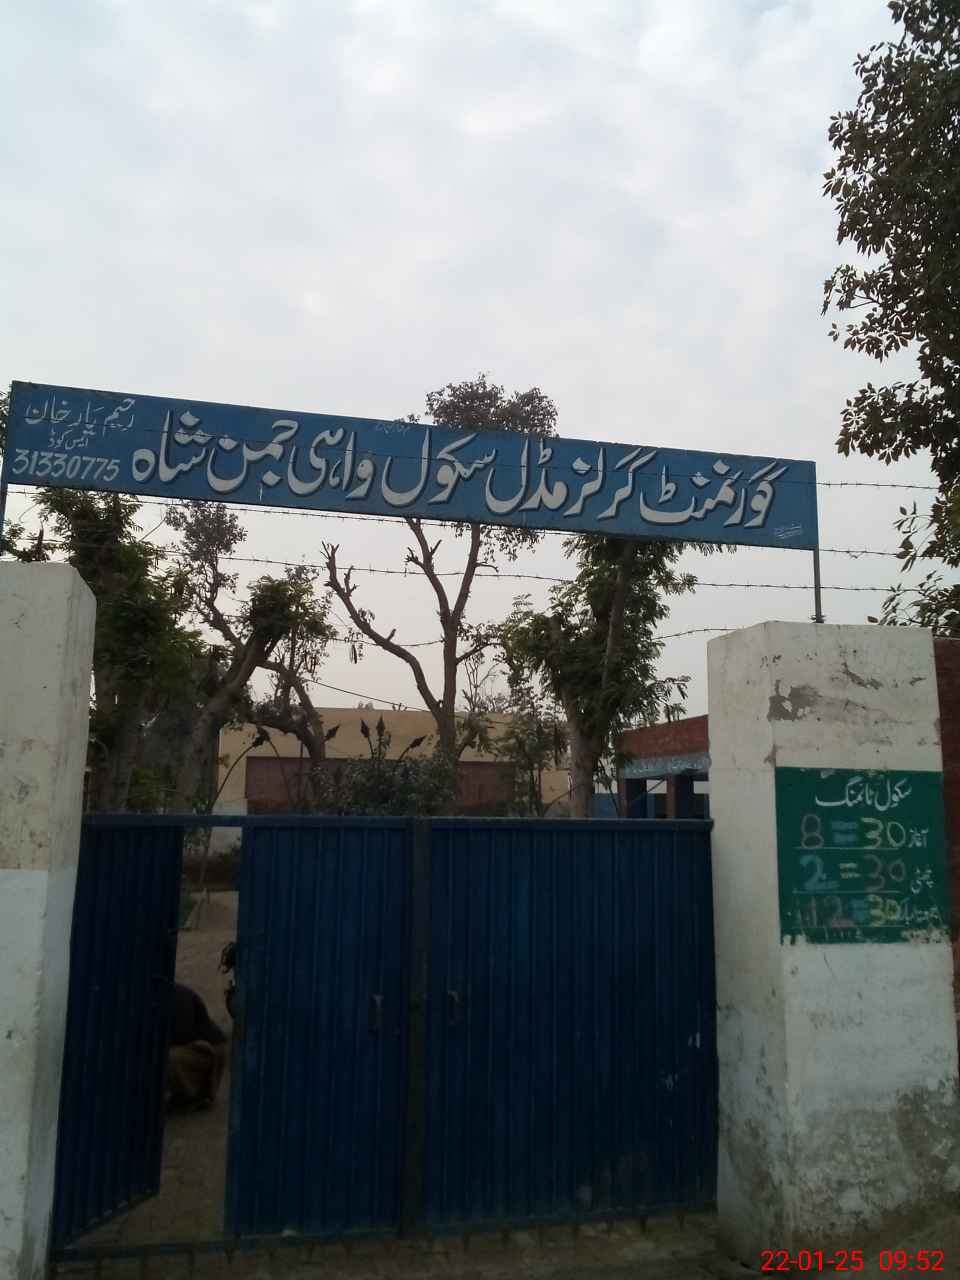 گورنمنٹ گرلز مڈل سکول واہی جمن شاہ
رحیم یار خان
ایس کوڈ
31330775
سکول ٹائمنگ
آغاز 8=30
چھٹی 2=30
12=30
22-01-25 09:52